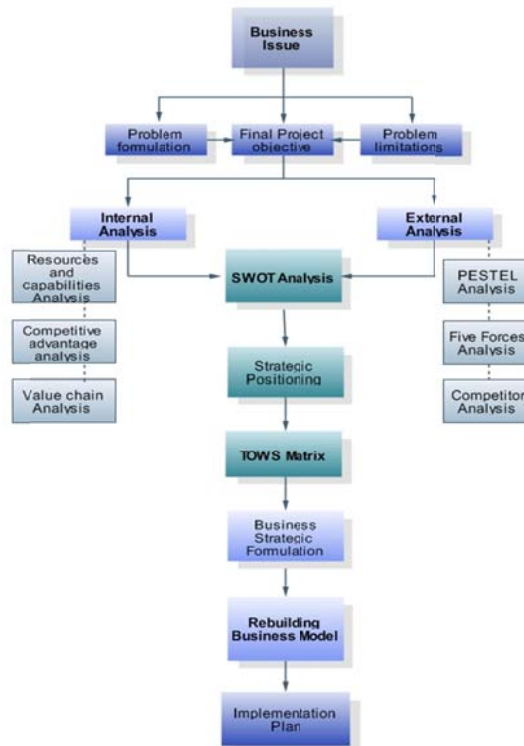 Business
Issue
Problem
formulation
Final Project
objective
Problem
limitations
Internal
Analysis
External
Analysis
Resources
and
capabilities
Analysis
SWOT Analysis
PESTEL
Analysis
Competitive
advantage
analysis
Strategic
Positioning
Five Forces
Analysis
Value chain
Analysis
Competitor
Analysis
TOWS Matrix
Business
Strategic
Formulation
Rebuilding
Business Model
Implementation
Plan